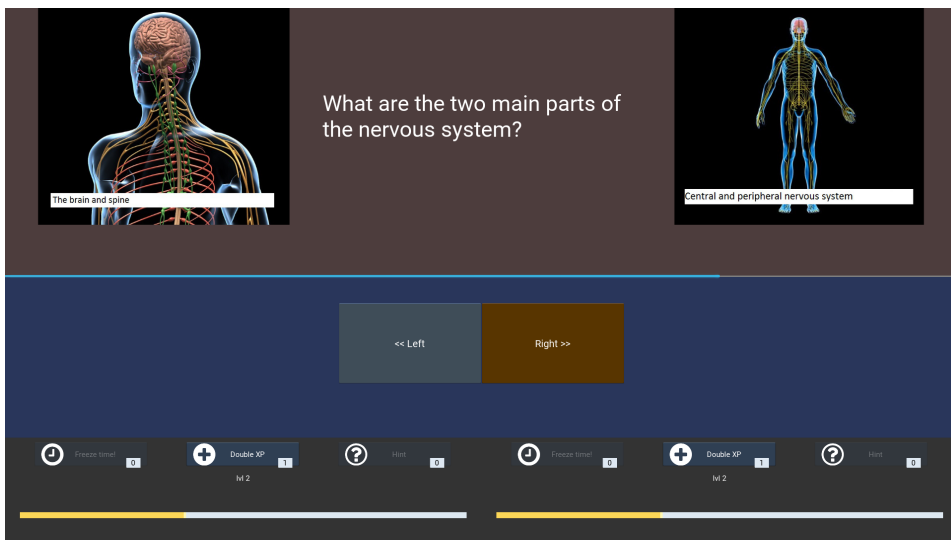 The brain and spine
What are the two main parts of
the nervous system?
Central and peripheral nervous system
<< Left
Right >>
Freeze time!
0
Double XP
1
Hint
0
lvl 2
Freeze time!
0
Double XP
1
Hint
0
lvl 2